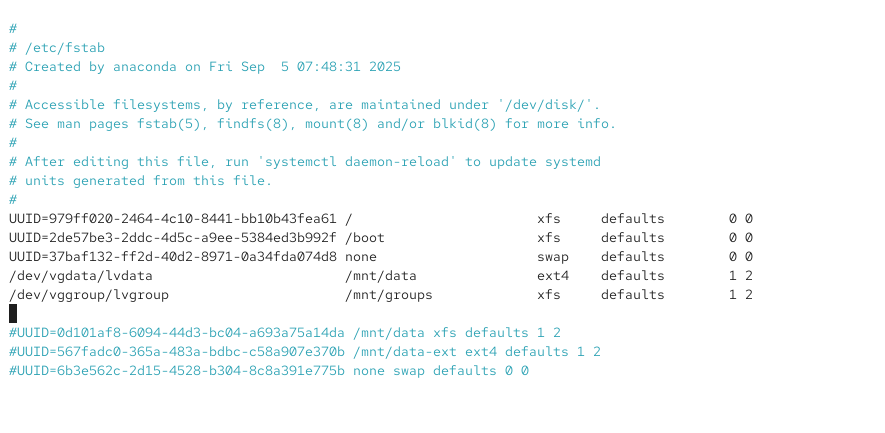 #
# /etc/fstab
# Created by anaconda on Fri Sep  5 07:48:31 2025
#
# Accessible filesystems, by reference, are maintained under '/dev/disk/'.
# See man pages fstab(5), findfs(8), mount(8) and/or blkid(8) for more info.
#
# After editing this file, run 'systemctl daemon-reload' to update systemd
# units generated from this file.
#
UUID=979ff020-2464-4c10-8441-bb10b43fea61 /                       xfs     defaults        0 0
UUID=2de57be3-2ddc-4d5c-a9ee-5384ed3b992f /boot                   xfs     defaults        0 0
UUID=37baf132-ff2d-40d2-8971-0a34fda074d8 none                    swap    defaults        0 0
/dev/vgdata/lvdata                        /mnt/data               ext4    defaults        1 2
/dev/vggroup/lvgroup                      /mnt/groups             xfs     defaults        1 2
#UUID=0d101af8-6094-44d3-bc04-a693a75a14da /mnt/data xfs defaults 1 2
#UUID=567fadc0-365a-483a-bdbc-c58a907e370b /mnt/data-ext ext4 defaults 1 2
#UUID=6b3e562c-2d15-4528-b304-8c8a391e775b none swap defaults 0 0